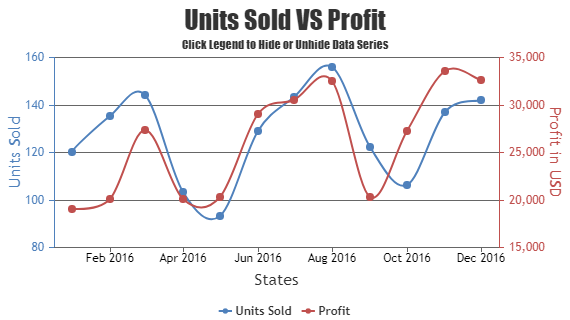 Units Sold VS Profit
Click Legend to Hide or Unhide Data Series
160
140
120
100
80
Units Sold
35,000
30,000
25,000
20,000
15,000
Profit in USD
Feb 2016 Apr 2016 Jun 2016 Aug 2016 Oct 2016 Dec 2016
States
Units Sold Profit